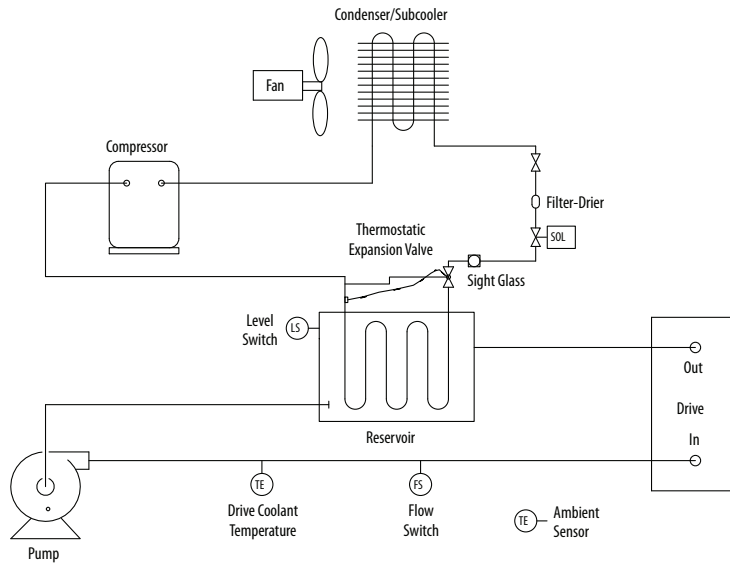 Condenser/Subcooler
Fan
Compressor
Filter-Drier
Thermostatic
Expansion Valve
SOL
Sight Glass
Level
Switch
LS
Out
Drive
In
Reservoir
TE
FS
Drive Coolant
Temperature
Flow
Switch
TE
Ambient
Sensor
Pump